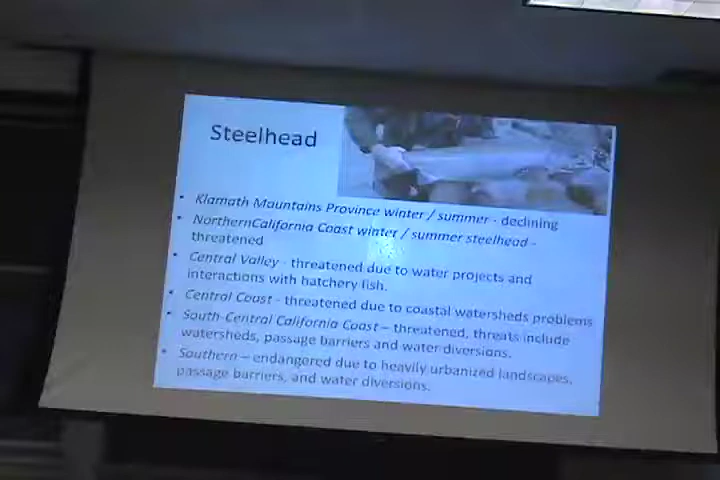 Steelhead
• Klamath Mountains Province winter / summer - declining
• NorthernCalifornia Coast winter / summer steelhead -
threatened
• Central Valley - threatened due to water projects and
interactions with hatchery fish.
• Central Coast - threatened due to coastal watersheds problems
• South-Central California Coast – threatened, threats include
watersheds, passage barriers and water diversions.
• Southern – endangered due to heavily urbanized landscapes,
passage barriers, and water diversions.